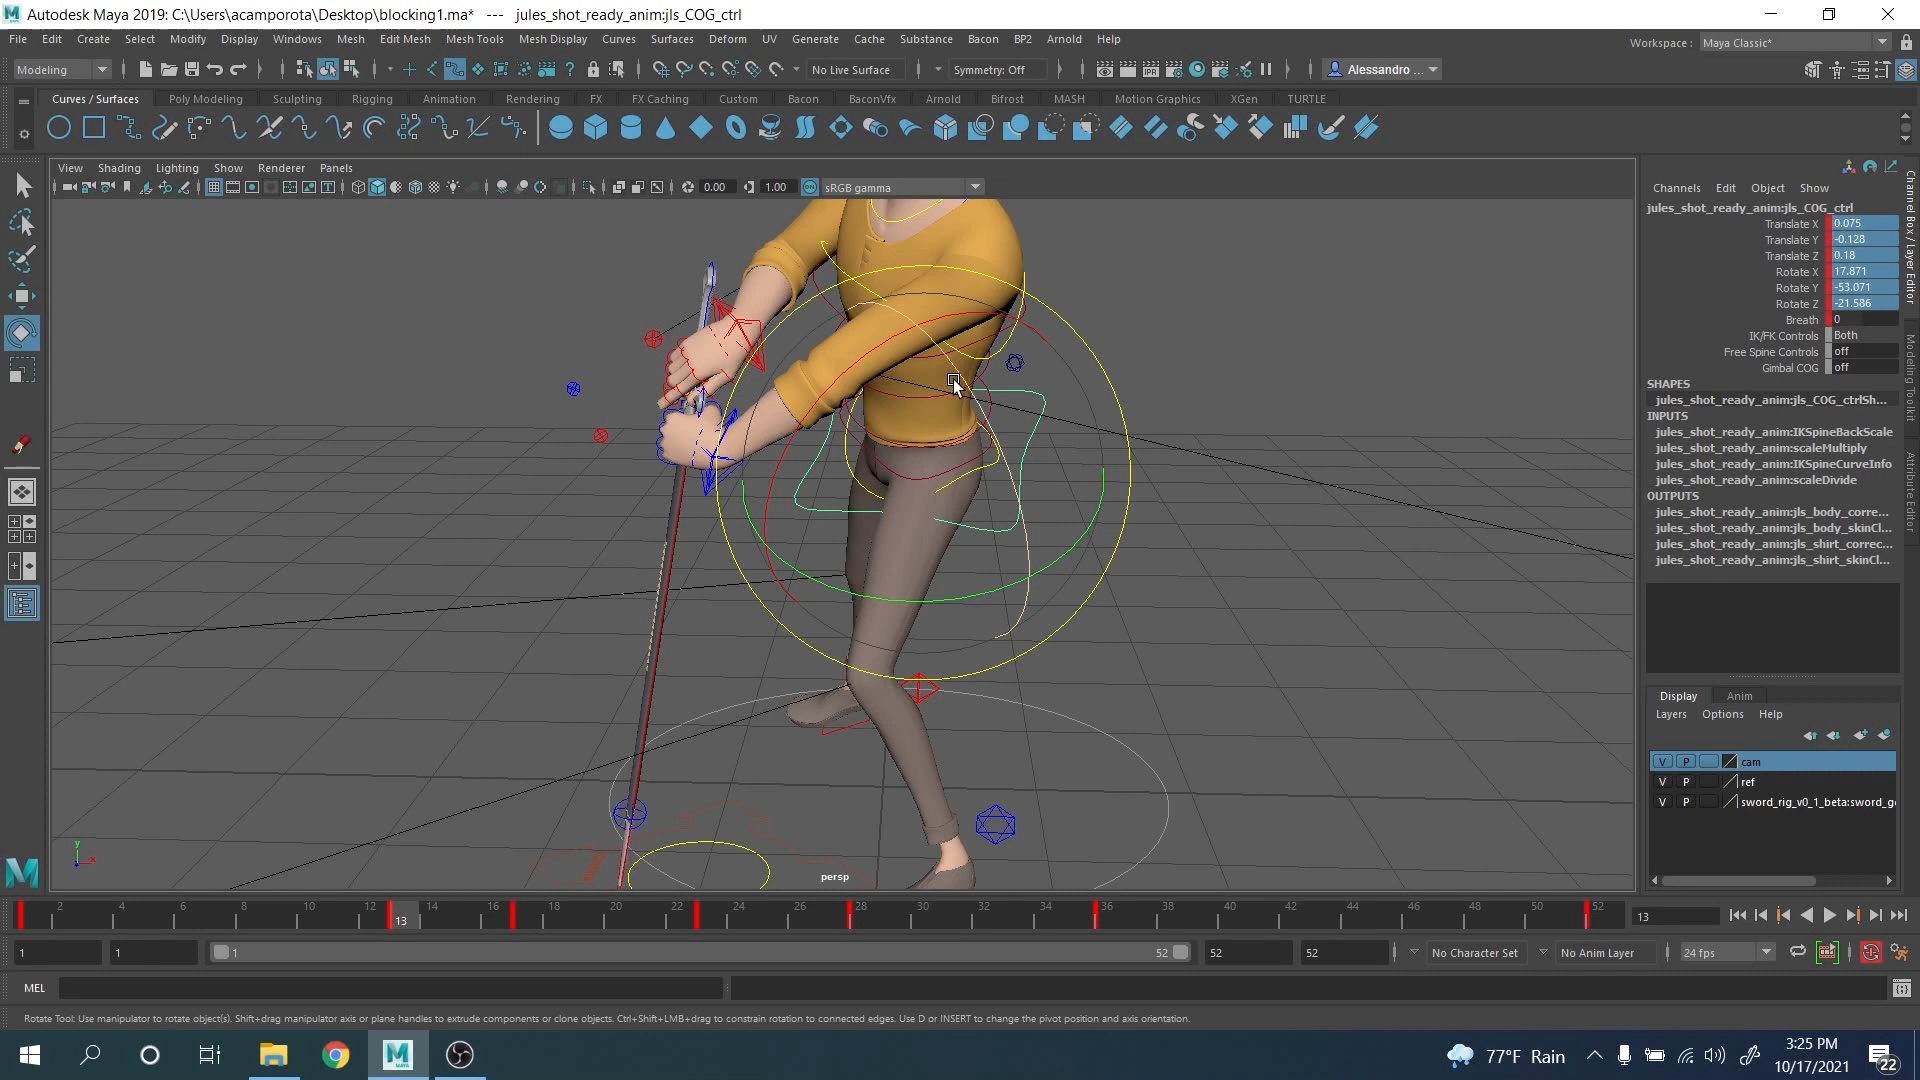 Autodesk Maya 2019: C:\Users\acamporota\Desktop\blocking1.ma*   ---   jules_shot_ready_anim:jls_COG_ctrl
File Edit Create Select Modify Display Windows Mesh Edit Mesh Mesh Tools Mesh Display Curves Surfaces Deform UV Generate Cache Substance Bacon BP2 Arnold Help
Workspace : Maya Classic*
Modeling No Live Surface Symmetry: Off Alessandro ...
Curves / Surfaces Poly Modeling Sculpting Rigging Animation Rendering FX FX Caching Custom Bacon BaconVfx Arnold Bifrost MASH Motion Graphics XGen TURTLE
View Shading Lighting Show Renderer Panels
0.00 1.00 ON sRGB gamma
persp
Channels Edit Object Show
jules_shot_ready_anim:jls_COG_ctrl
Translate X 0.075
Translate Y -0.128
Translate Z 0.18
Rotate X 17.871
Rotate Y -53.071
Rotate Z -21.586
Breath 0
IK/FK Controls Both
Free Spine Controls off
Gimbal COG off
SHAPES
jules_shot_ready_anim:jls_COG_ctrlSh...
INPUTS
jules_shot_ready_anim:IKSpineBackScale
jules_shot_ready_anim:scaleMultiply
jules_shot_ready_anim:IKSpineCurveInfo
jules_shot_ready_anim:scaleDivide
OUTPUTS
jules_shot_ready_anim:jls_body_corre...
jules_shot_ready_anim:jls_body_skinCl...
jules_shot_ready_anim:jls_shirt_correc...
jules_shot_ready_anim:jls_shirt_skinCl...
Channel Box / Layer Editor
Modeling Toolkit
Attribute Editor
Display Anim
Layers Options Help
V P cam
V P ref
V P sword_rig_v0_1_beta:sword_g
2 4 6 8 10 12 14 16 18 20 22 24 26 28 30 32 34 36 38 40 42 44 46 48 50 52
13
13
1 1 1 52 52 52 No Character Set No Anim Layer 24 fps
MEL
Rotate Tool: Use manipulator to rotate object(s). Shift+drag manipulator axis or plane handles to extrude components or clone objects. Ctrl+Shift+LMB+drag to constrain rotation to connected edges. Use D or INSERT to change the pivot position and axis orientation.
77°F Rain
3:25 PM
10/17/2021
22